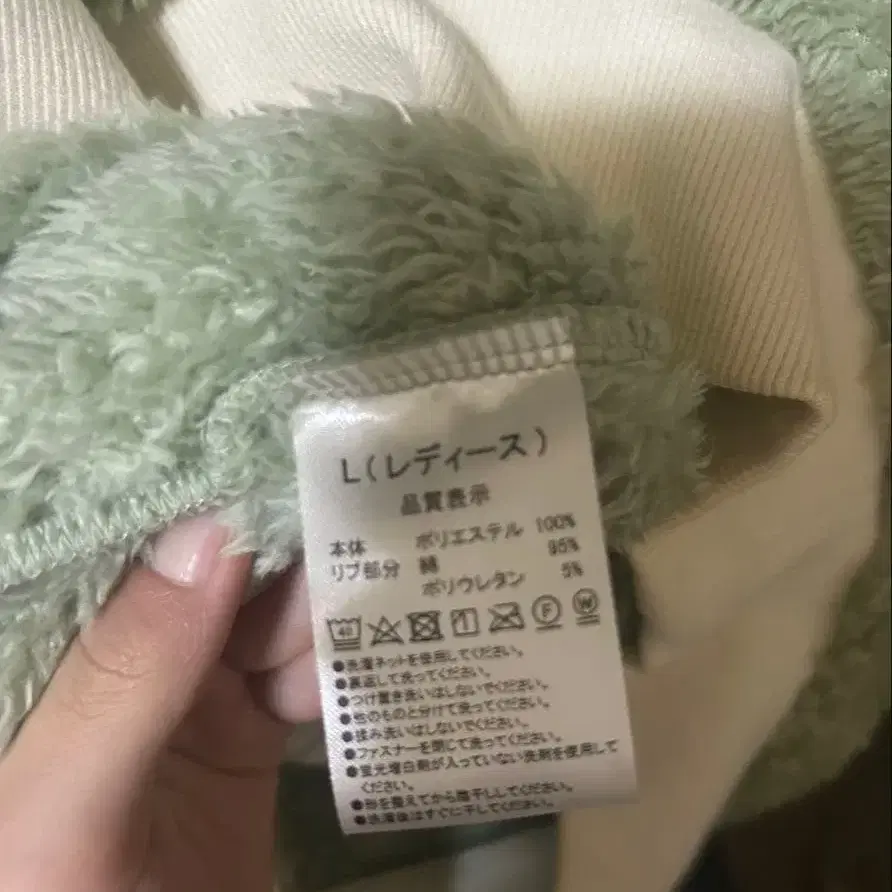 L(レディース)
品質表示
本体 ポリエステル 100%
リブ部分 綿 95%
ポリウレタン 5%
40 F W
●洗濯ネットを使用してください。
●裏返して洗ってください。
●つけ置き洗いはしないでください。
●他のものと分けて洗ってください。
●揉み洗いはしないでください。
●ファスナーを閉じて洗ってください。
●蛍光増白剤が入っていない洗剤を使用して
ください。
●形を整えてから陰干ししてください。
●洗濯後はすぐに干してください。